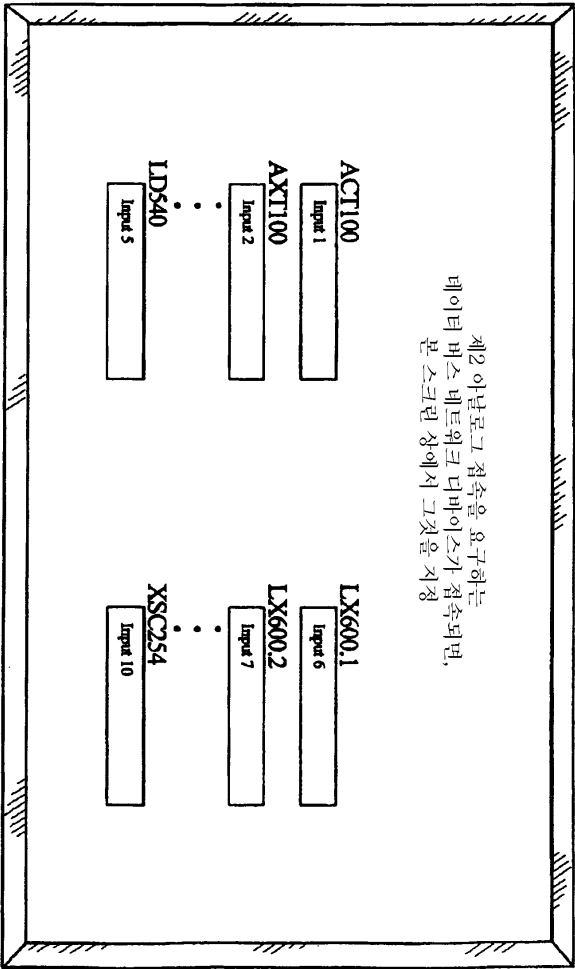 제2 아날로그 접속을 요구하는
데이터 버스 네트워크 디바이스가 접속되면,
본 스크린 상에서 그것을 지정
ACT100
Input 1
AXT100
Input 2
LD540
Input 5
LX600.1
Input 6
LX600.2
Input 7
XSC254
Input 10